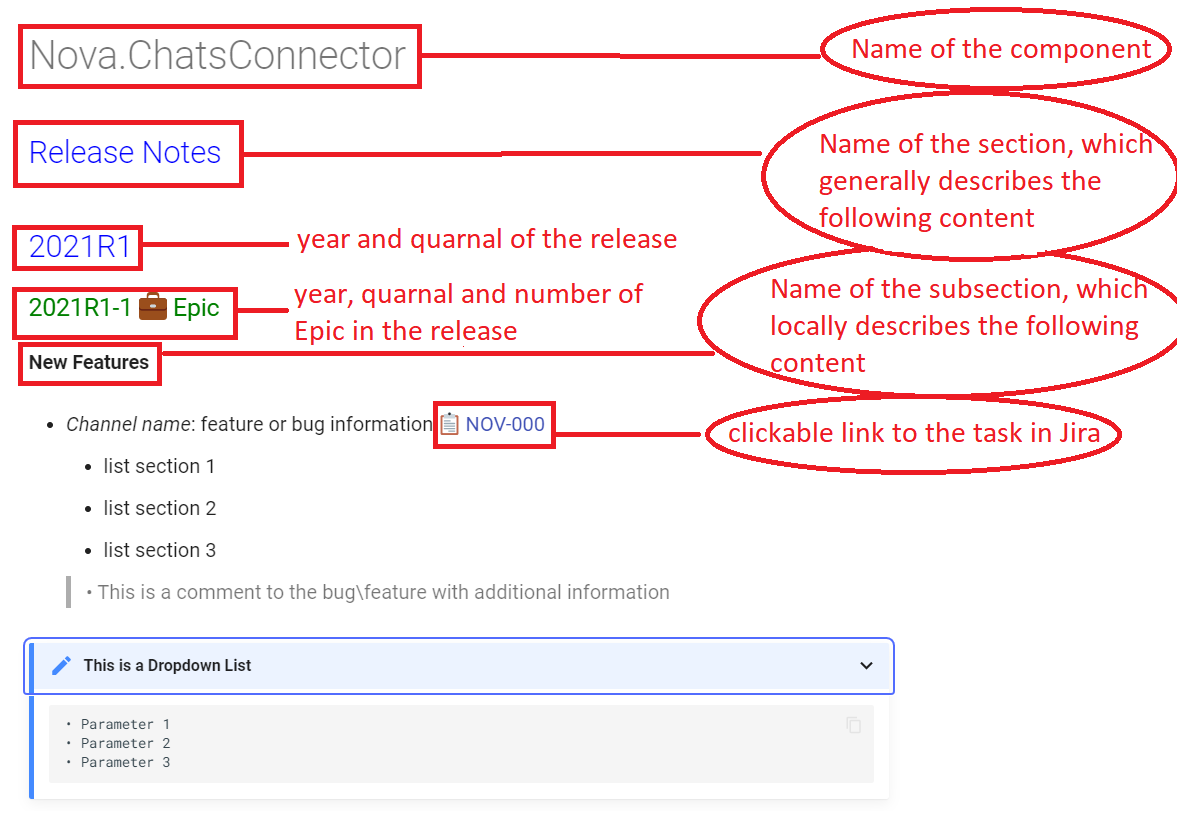 Nova.ChatsConnector
Name of the component
Release Notes
Name of the section, which
generally describes the
following content
2021R1
year and quarnal of the release
2021R1-1 💼 Epic
year, quarnal and number of
Epic in the release
Name of the subsection, which
locally describes the following
content
New Features
• Channel name: feature or bug information 📋 NOV-000
clickable link to the task in Jira
• list section 1
• list section 2
• list section 3
• This is a comment to the bug\feature with additional information
This is a Dropdown List
• Parameter 1
• Parameter 2
• Parameter 3